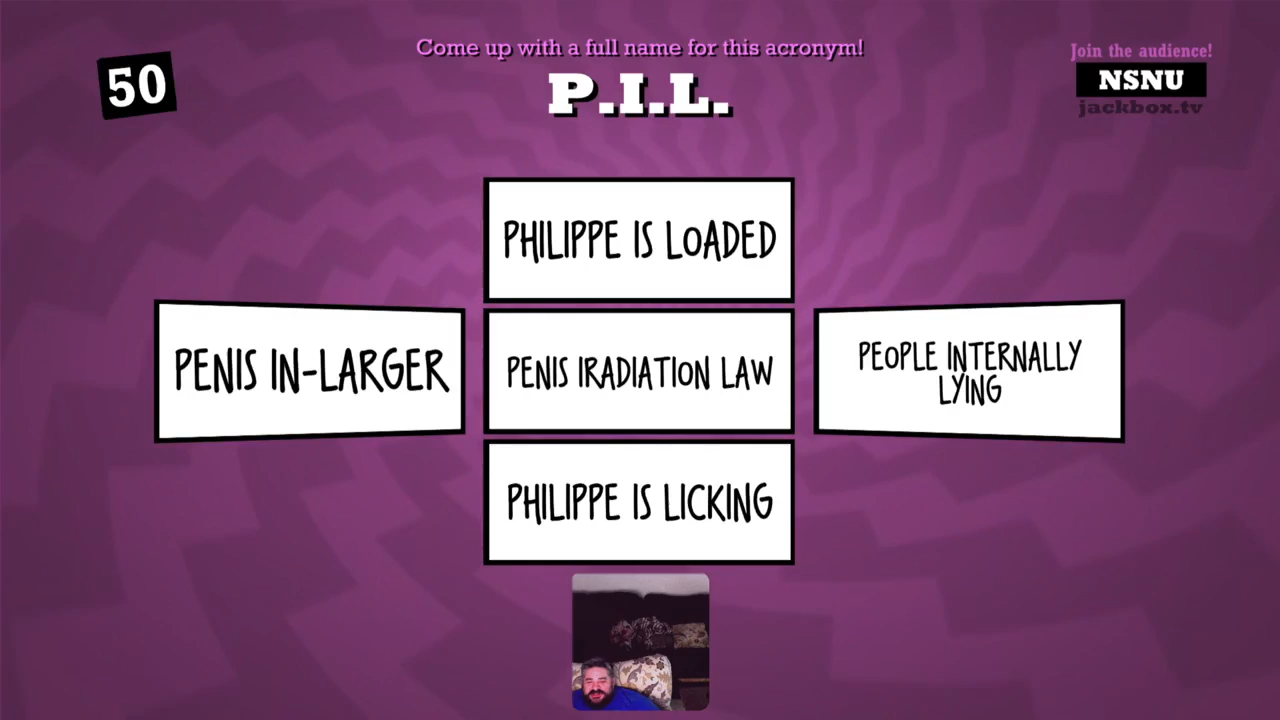 Come up with a full name for this acronym!
P.I.L.
50
Join the audience!
NSNU
jackbox.tv
PHILIPPE IS LOADED
PENIS IN-LARGER
PENIS IRADIATION LAW
PEOPLE INTERNALLY
LYING
PHILIPPE IS LICKING